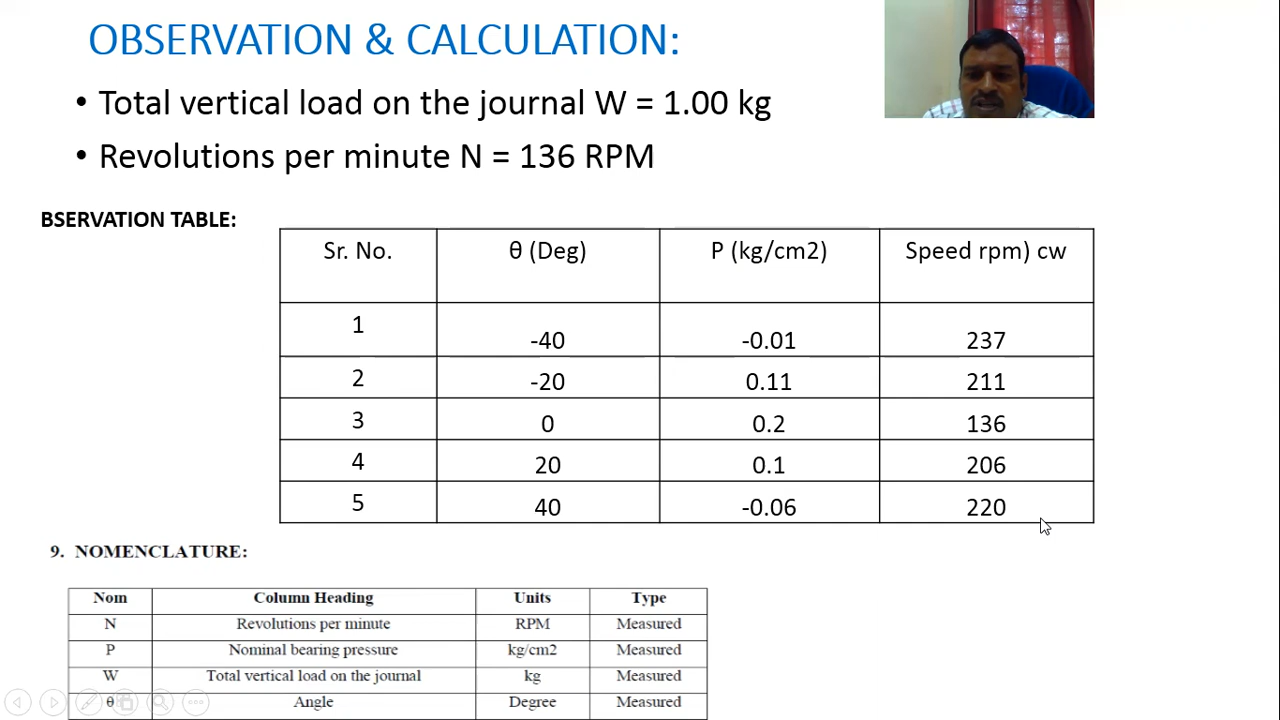 OBSERVATION & CALCULATION:
• Total vertical load on the journal W = 1.00 kg
• Revolutions per minute N = 136 RPM
BSERVATION TABLE:
Sr. No. θ (Deg) P (kg/cm2) Speed rpm) cw
1 -40 -0.01 237
2 -20 0.11 211
3 0 0.2 136
4 20 0.1 206
5 40 -0.06 220
9. NOMENCLATURE:
Nom Column Heading Units Type
N Revolutions per minute RPM Measured
P Nominal bearing pressure kg/cm2 Measured
W Total vertical load on the journal kg Measured
θ Angle Degree Measured